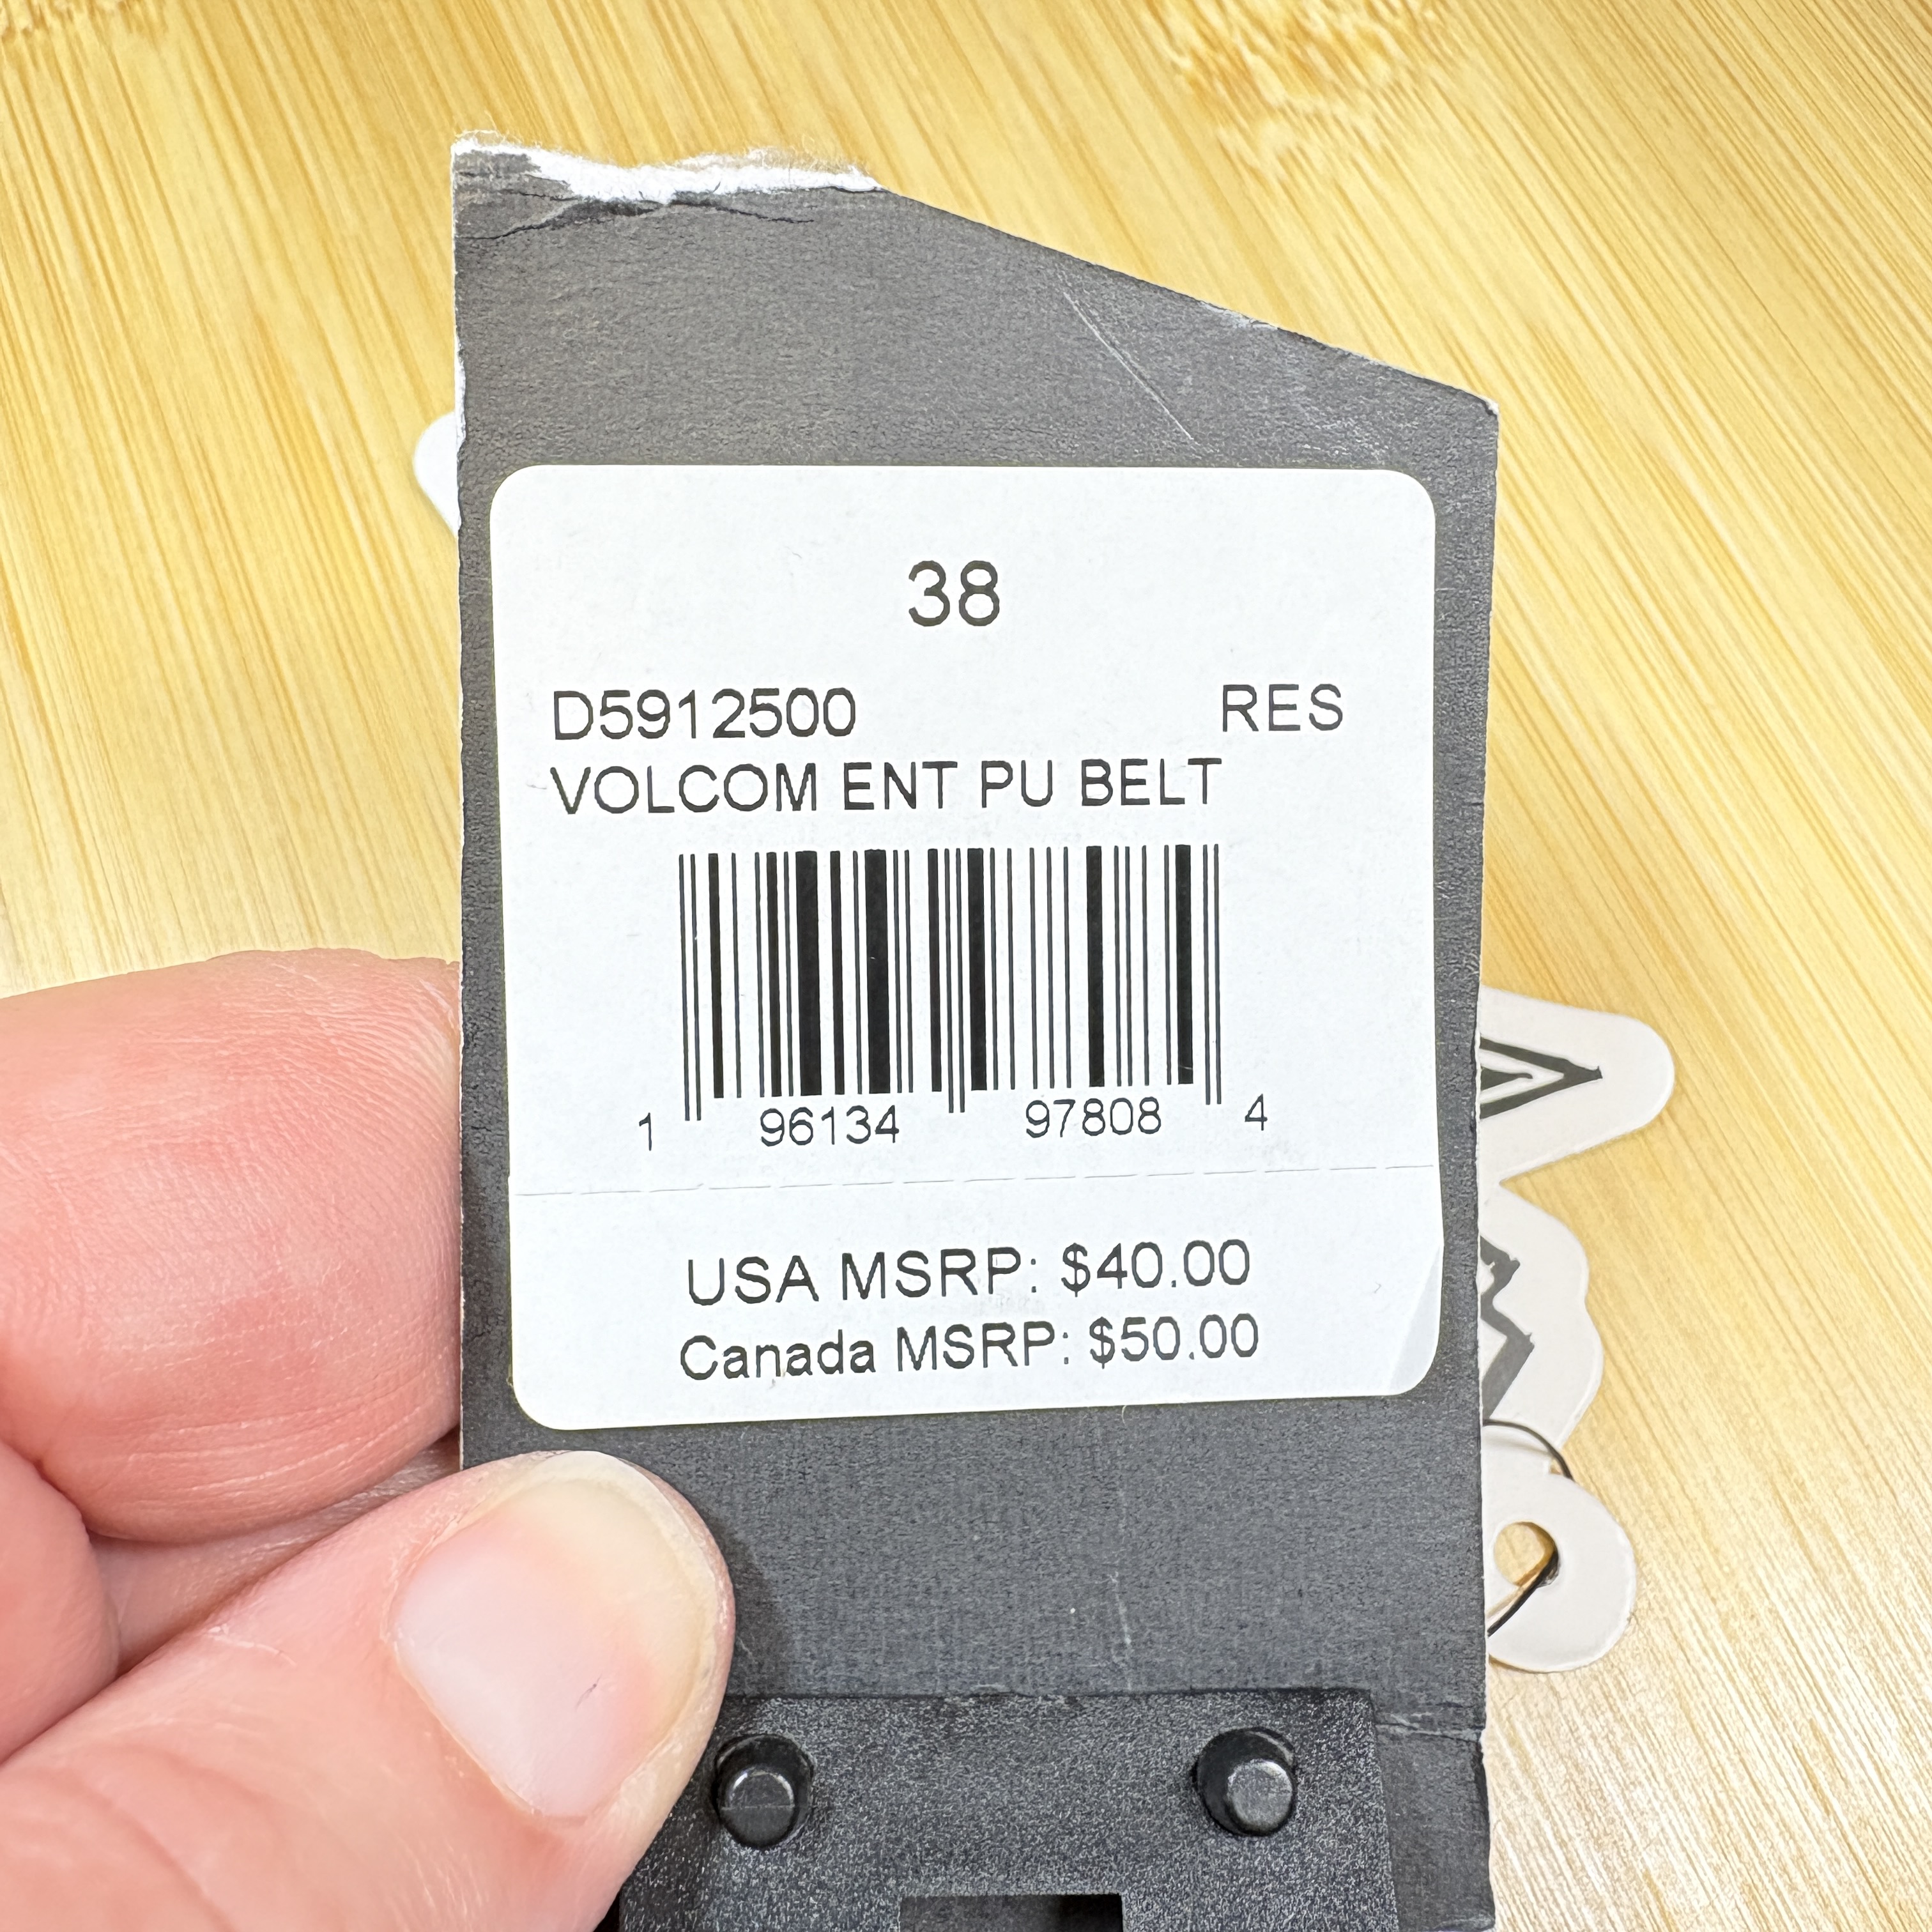 38
D5912500 RES
VOLCOM ENT PU BELT
1 96134 97808 4
USA MSRP: $40.00
Canada MSRP: $50.00